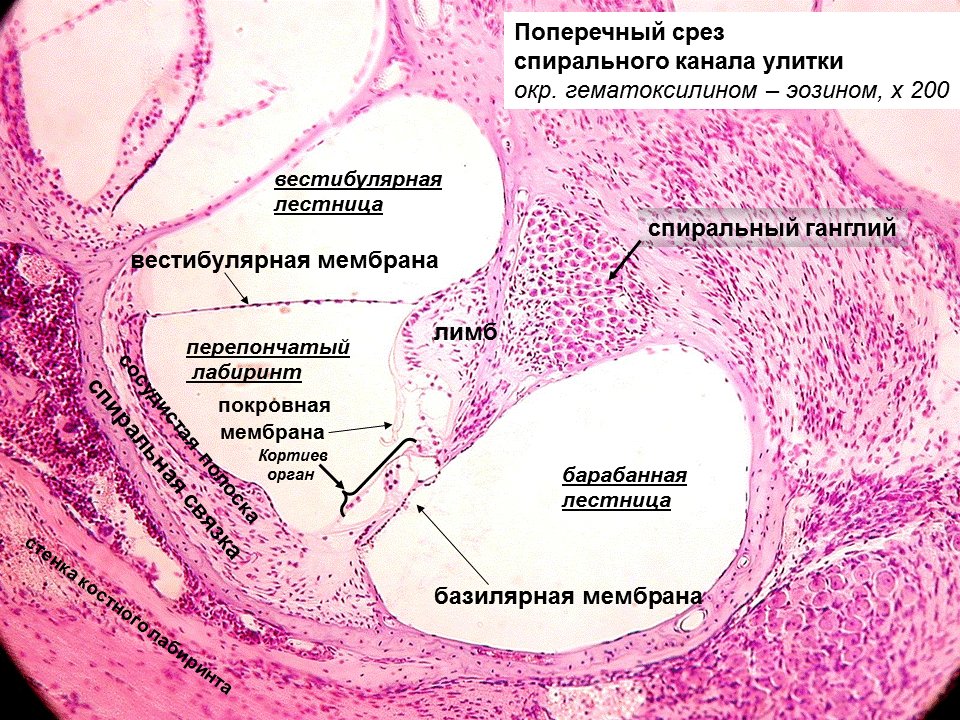 Поперечный срез
спирального канала улитки
окр. гематоксилином – эозином, х 200
вестибулярная
лестница
спиральный ганглий
вестибулярная мембрана
лимб
перепончатый
лабиринт
сосудистая полоска
спиральная связка
покровная
мембрана
Кортиев
орган
барабанная
лестница
базилярная мембрана
стенка костного лабиринта